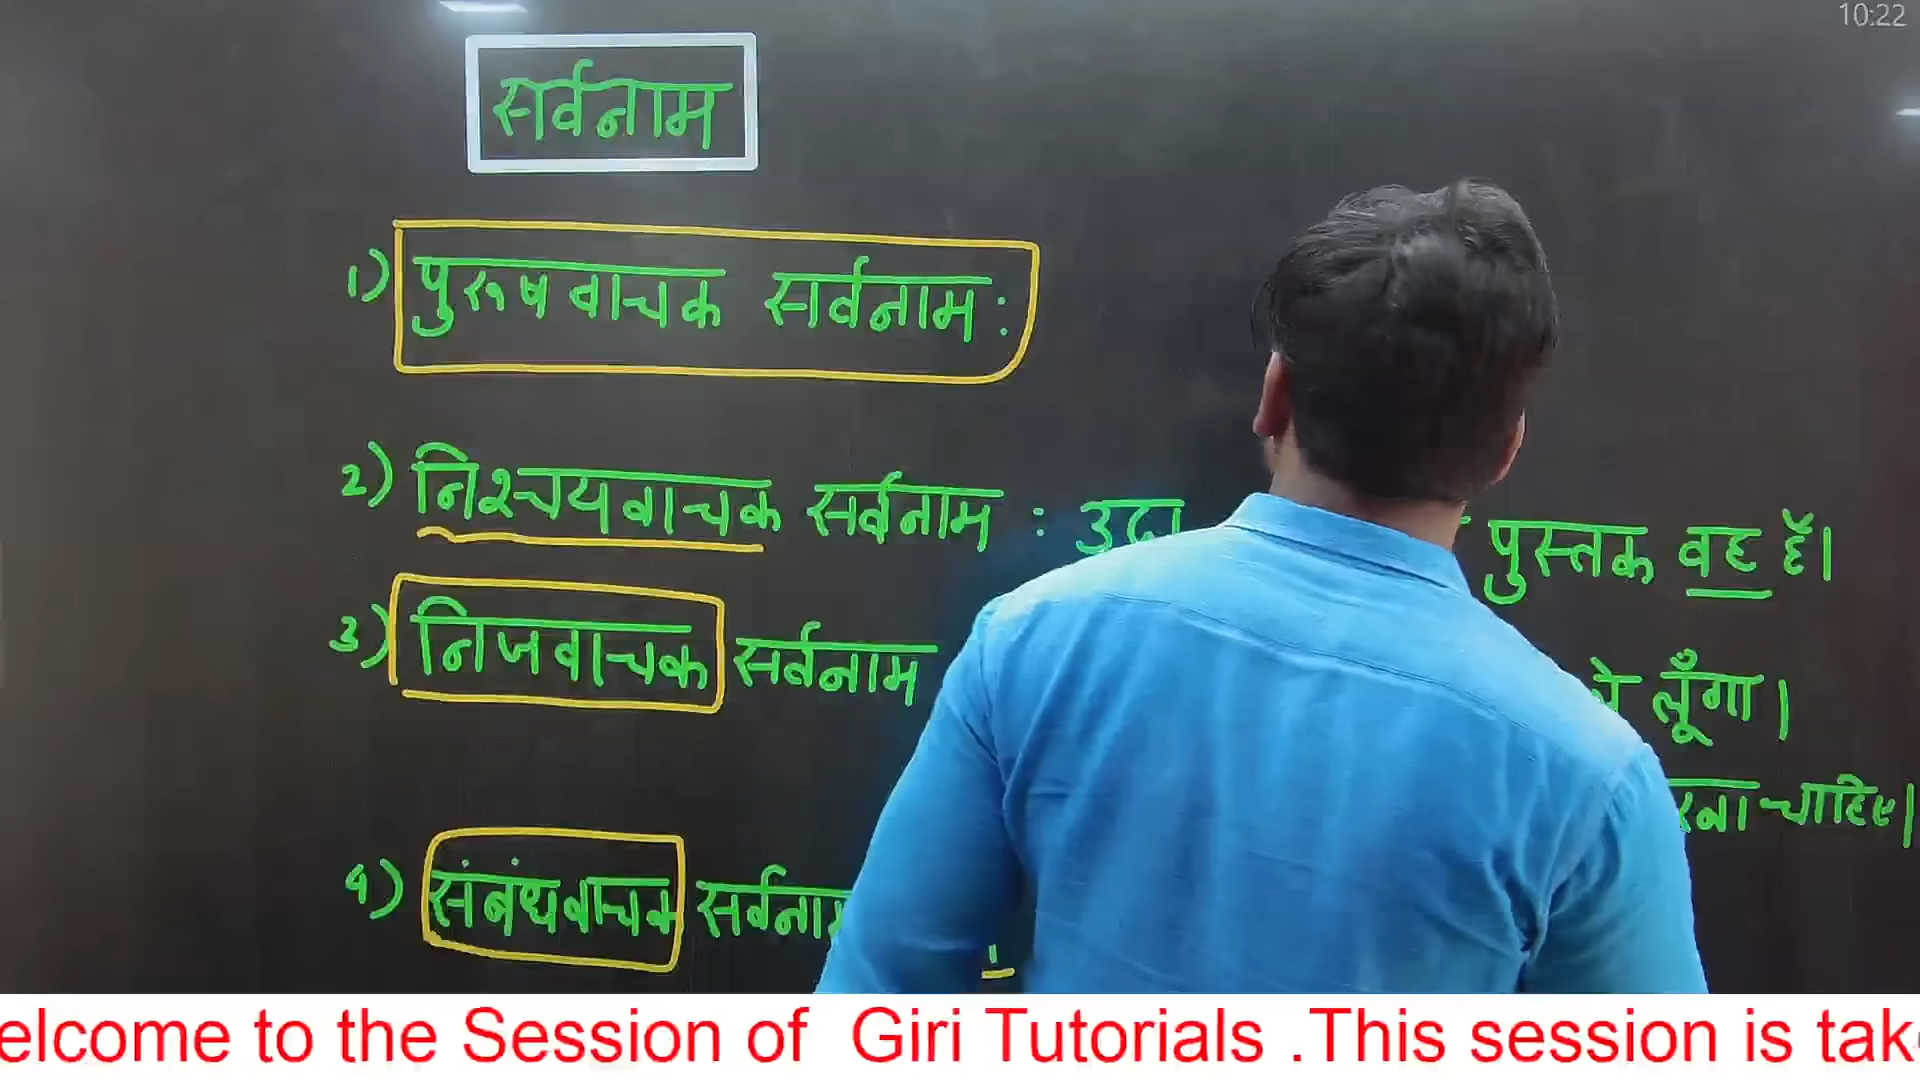 10:22
सर्वनाम
1) पुरूषवाचक सर्वनाम:
2) निश्चयवाचक सर्वनाम : उदा पुस्तक वह है।
3) निजवाचक सर्वनाम लूँगा।
चाहिए।
4) संबंधवाचक
elcome to the Session of Giri Tutorials .This session is tak